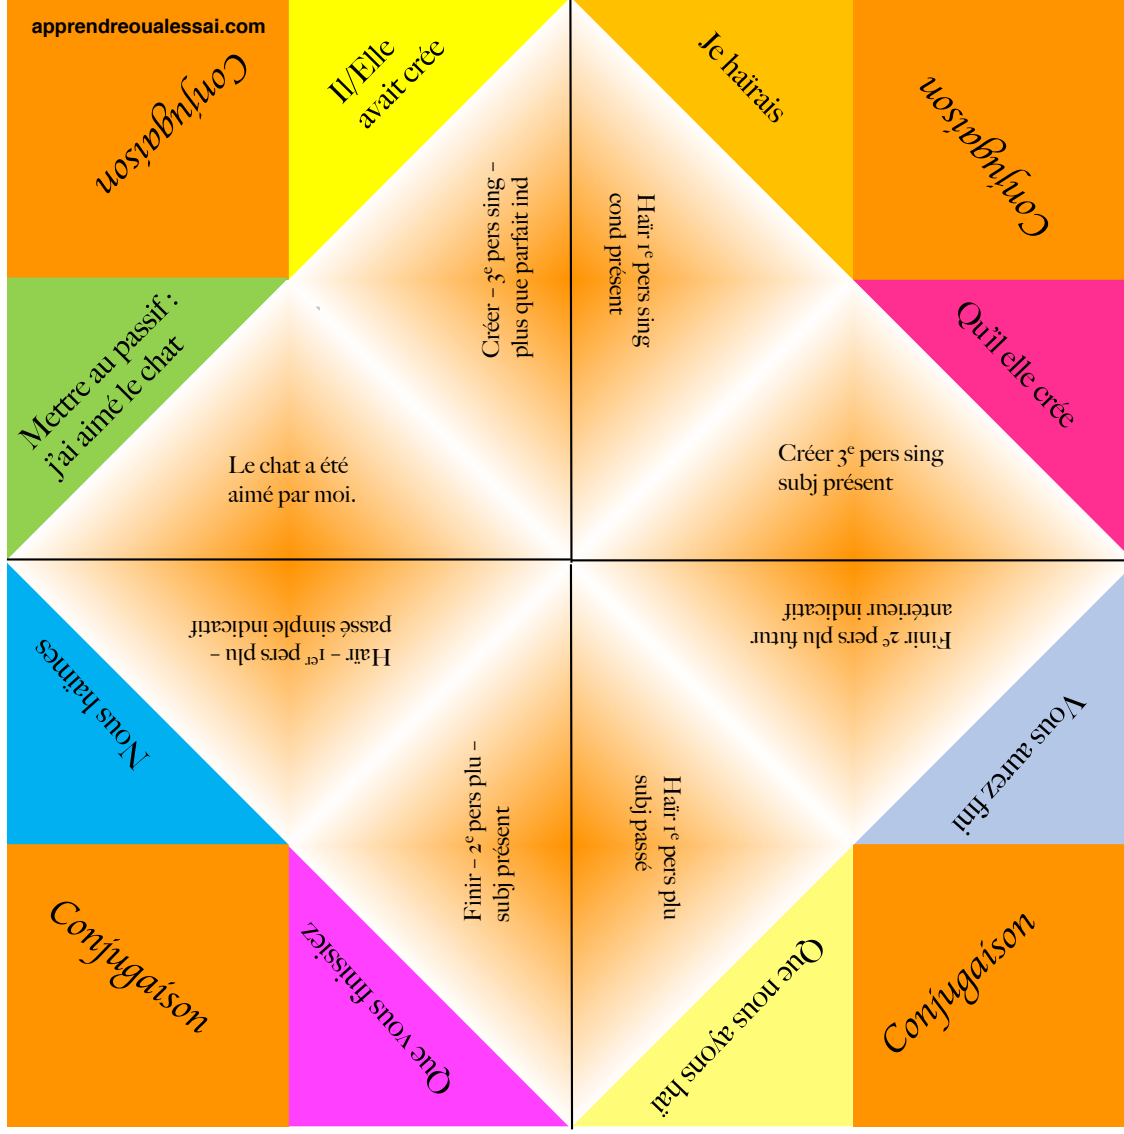 apprendreoualessai.com
Conjugaison
Il/Elle
avait crée
Je haïrais
Conjugaison
Créer – 3e pers sing –
plus que parfait ind
Haïr 1e pers sing
cond présent
Mettre au passif :
j'ai aimé le chat
Qu'il elle crée
Le chat a été
aimé par moi.
Créer 3e pers sing
subj présent
Haïr – 1er pers plu –
passé simple indicatif
Finir 2e pers plu futur
antérieur indicatif
Nous haïmes
Vous aurez fini
Finir – 2e pers plu –
subj présent
Haïr 1e pers plu
subj passé
Conjugaison
Que vous finissiez
Que nous ayons haï
Conjugaison